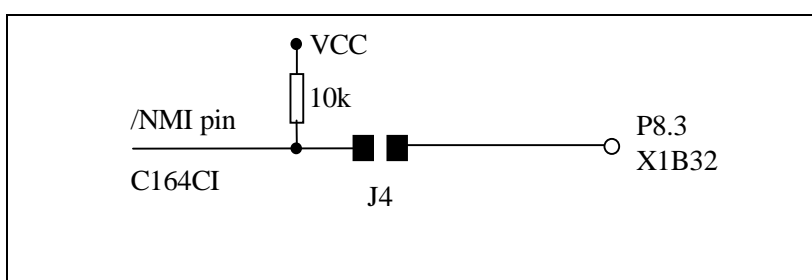 VCC
10k
/NMI pin
C164CI
J4
P8.3
X1B32